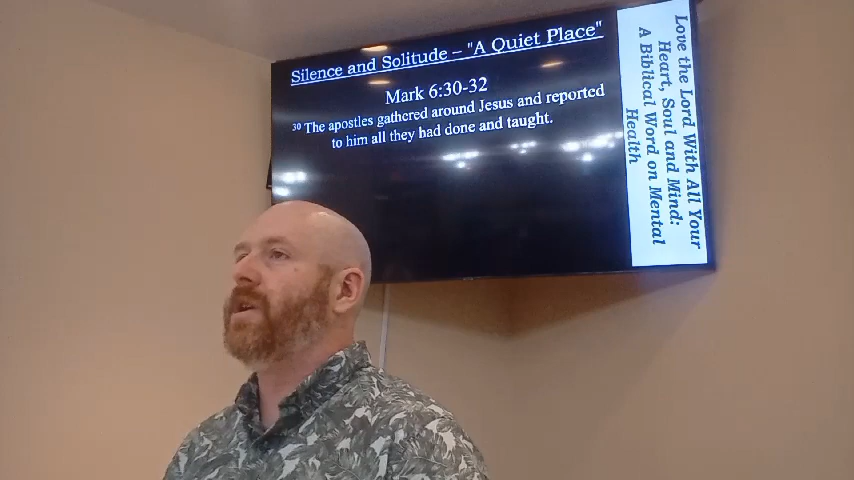 Silence and Solitude – "A Quiet Place"
Mark 6:30-32
30 The apostles gathered around Jesus and reported
to him all they had done and taught.
Love the Lord With All Your
Heart, Soul and Mind:
A Biblical Word on Mental
Health